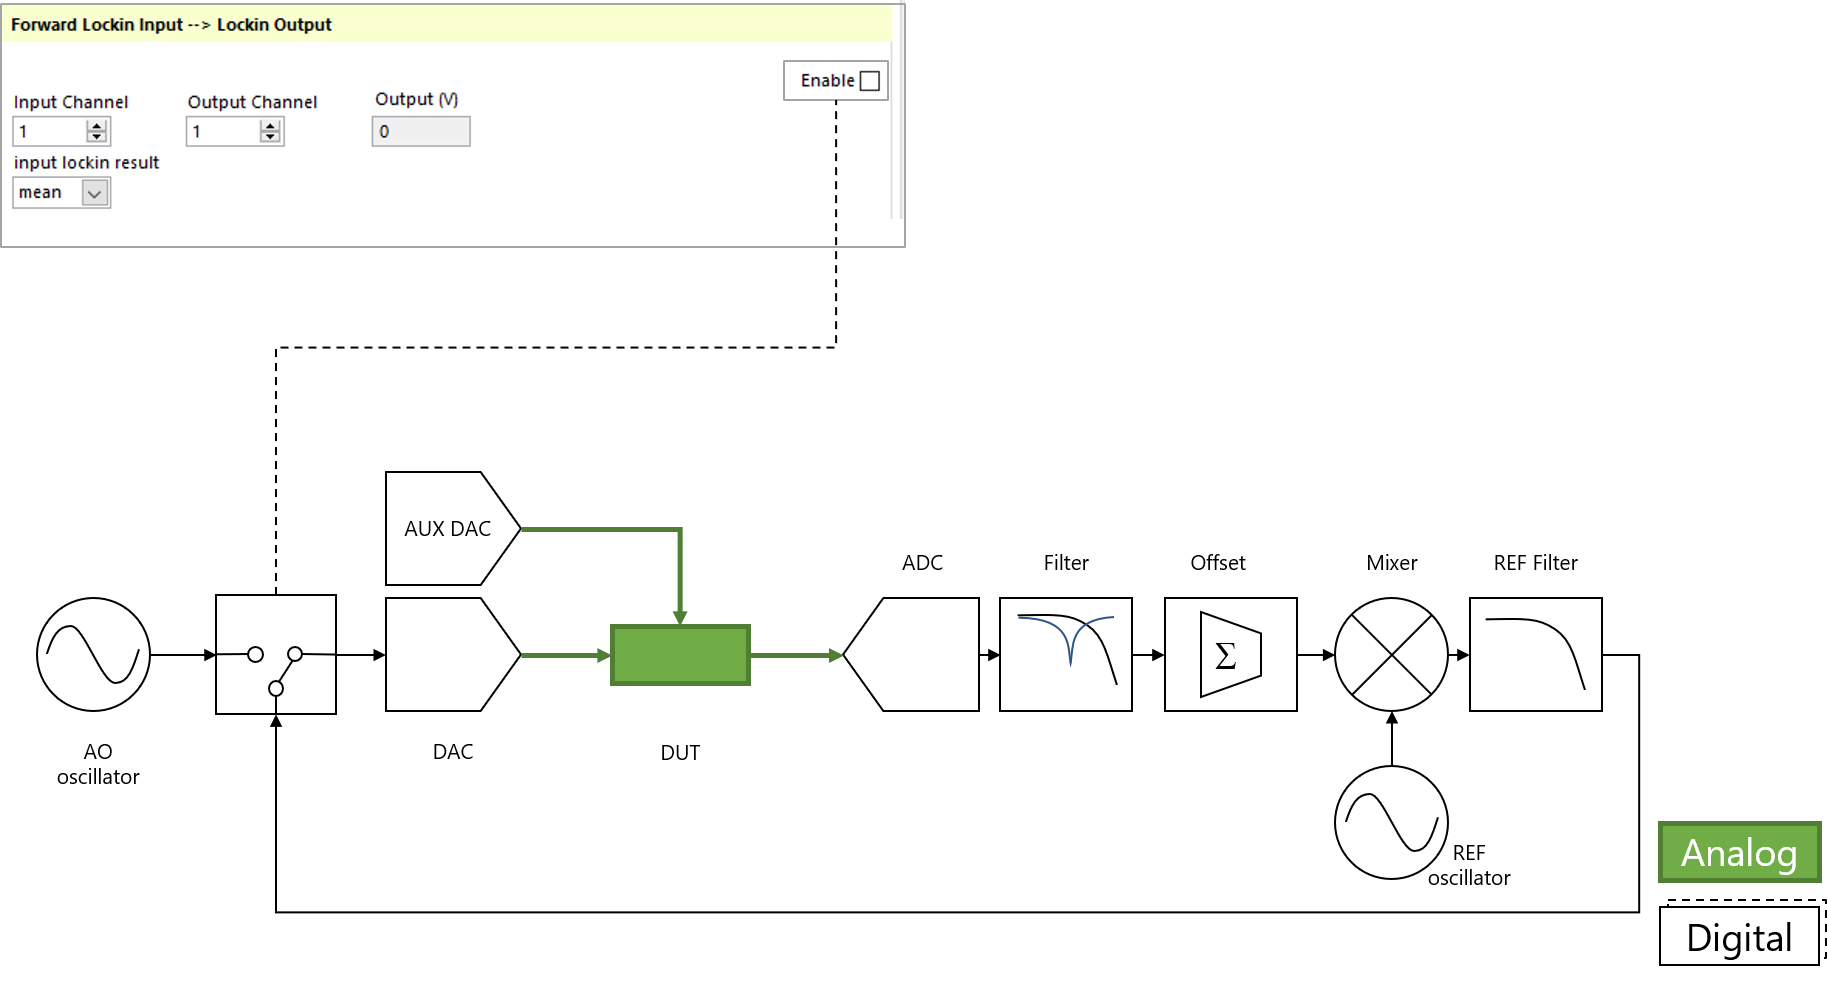 Forward Lockin Input --> Lockin Output
Enable
Input Channel
Output Channel
Output (V)
1
1
0
input lockin result
mean
AUX DAC
ADC
Filter
Offset
Mixer
REF Filter
Σ
AO
oscillator
DAC
DUT
REF
oscillator
Analog
Digital